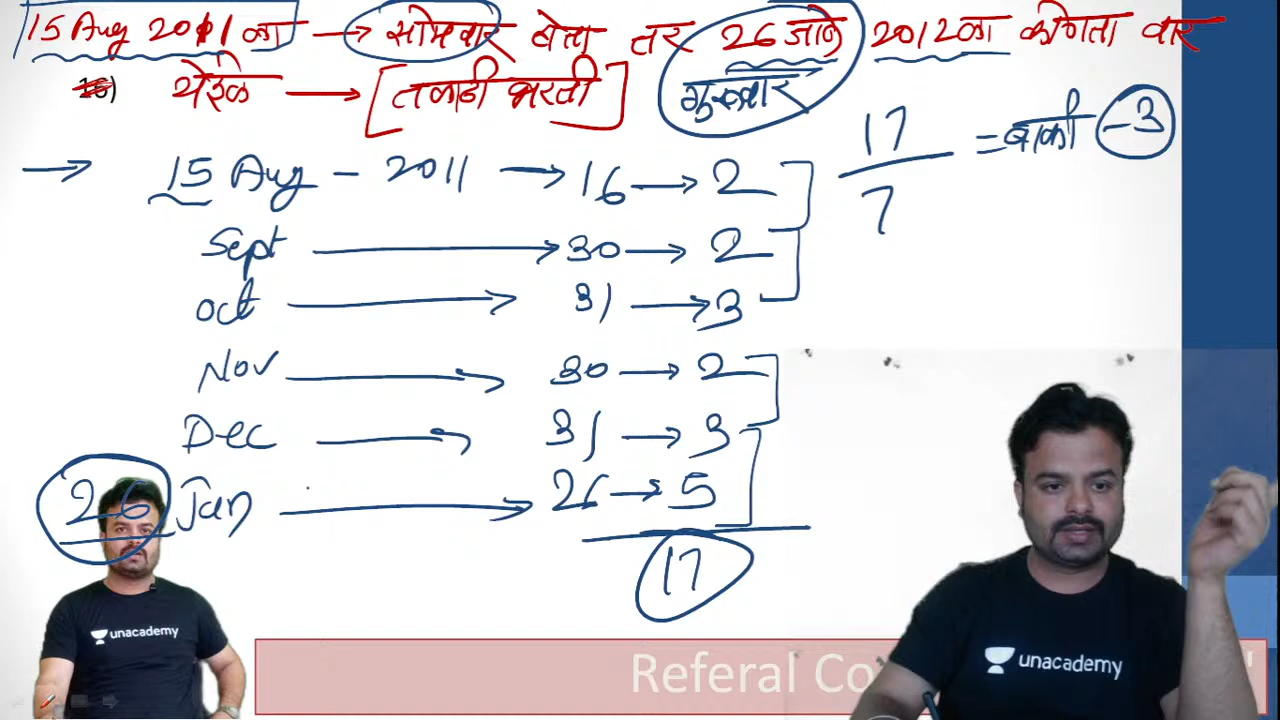 15 Aug 2011 ला → सोमवार होता तर 26 जाने 2012 ला कोणता वार
येईल → [तलाठी भरती] गुरुवार
17/7 = बाकी - 3
→ 15 Aug - 2011 → 16 → 2
Sept → 30 → 2
oct → 31 → 3
Nov → 30 → 2
Dec → 31 → 3
26 Jan → 26 → 5
17
unacademy
unacademy
Referal Co